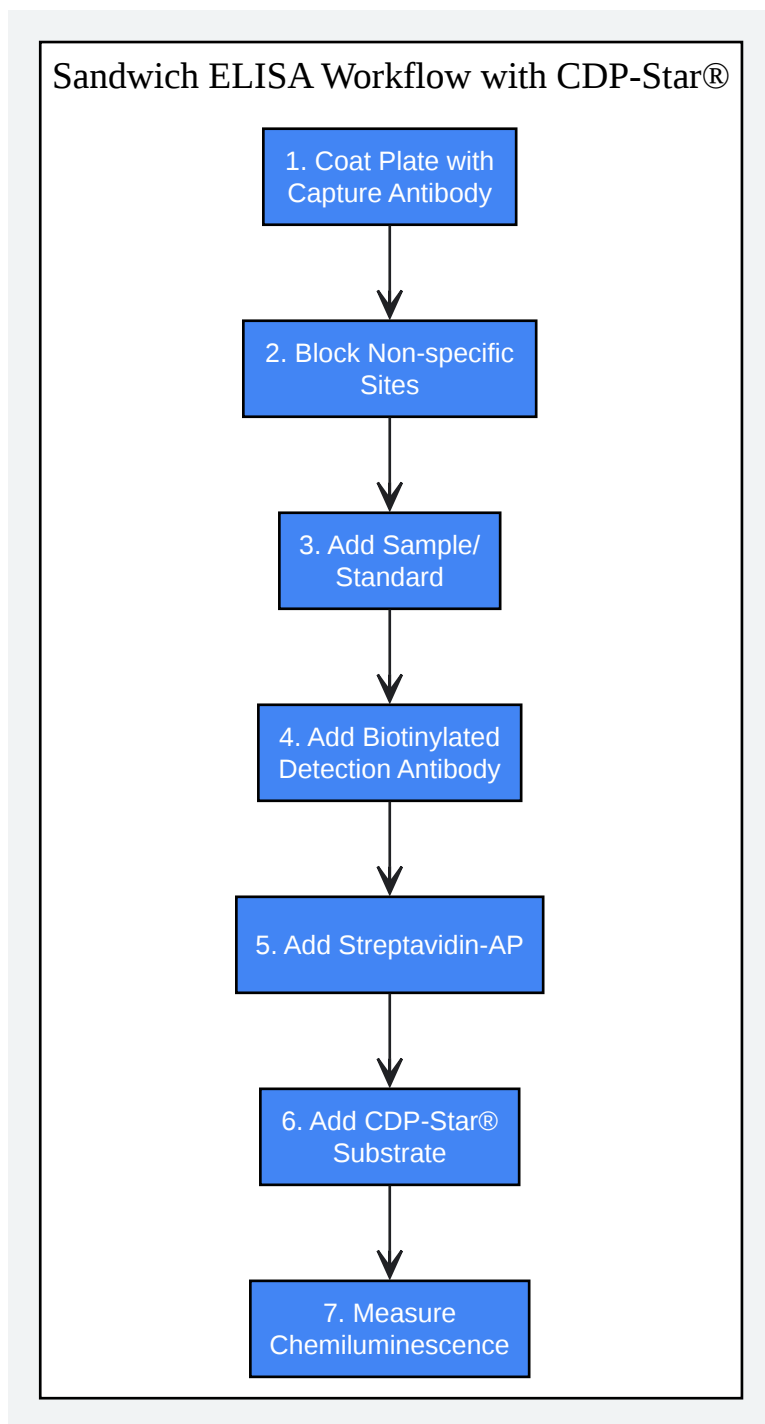 Sandwich ELISA Workflow with CDP-Star®
1. Coat Plate with
Capture Antibody
2. Block Non-specific
Sites
3. Add Sample/
Standard
4. Add Biotinylated
Detection Antibody
5. Add Streptavidin-AP
6. Add CDP-Star®
Substrate
7. Measure
Chemiluminescence